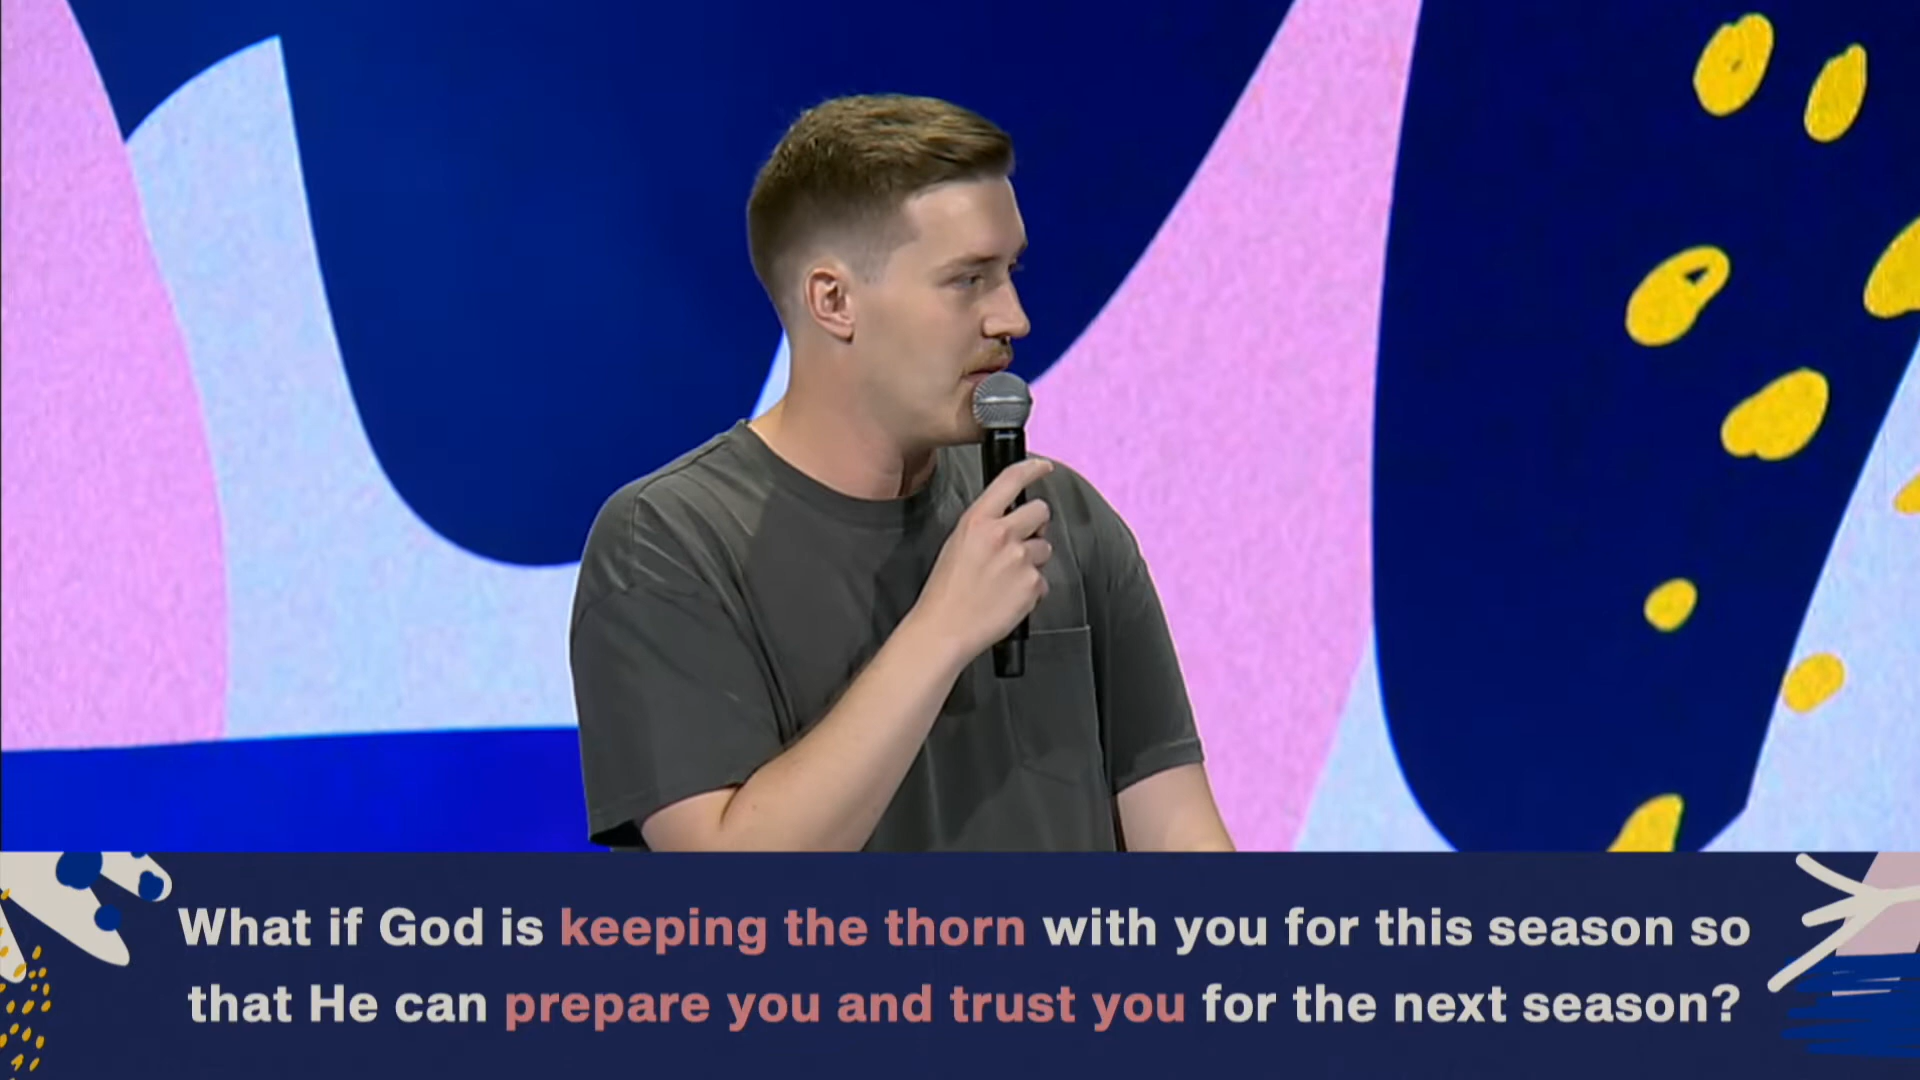 What if God is keeping the thorn with you for this season so
that He can prepare you and trust you for the next season?